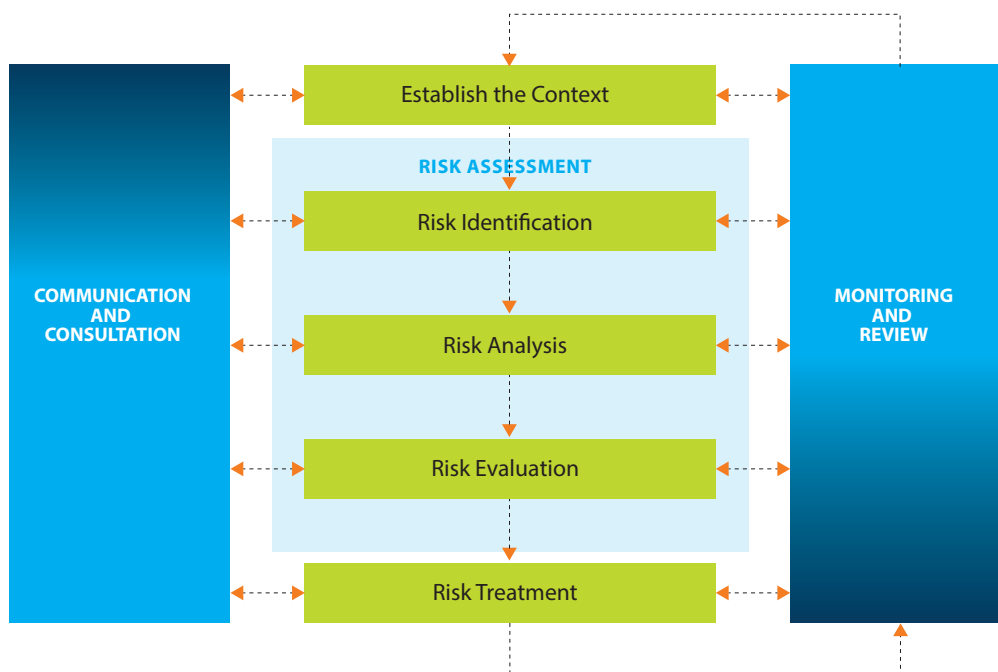 Establish the Context
RISK ASSESSMENT
Risk Identification
COMMUNICATION
AND
CONSULTATION
MONITORING
AND
REVIEW
Risk Analysis
Risk Evaluation
Risk Treatment